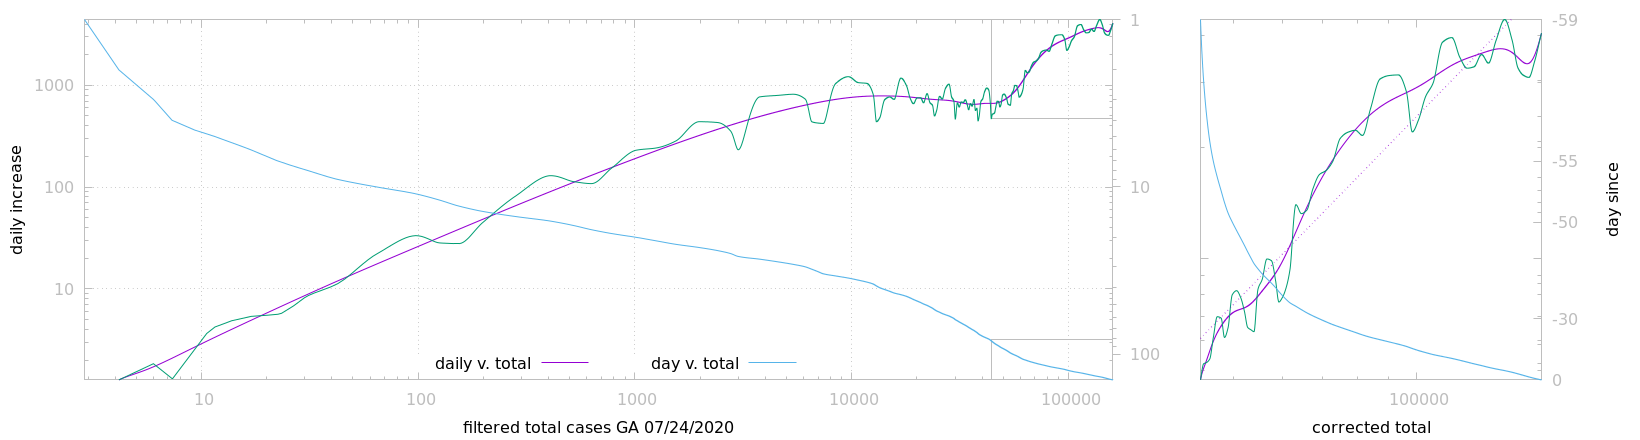 daily increase
1000
100
10
10
100
1000
10000
100000
1
10
100
daily v. total
day v. total
filtered total cases GA 07/24/2020
-59
-55
-50
-30
0
day since
100000
corrected total